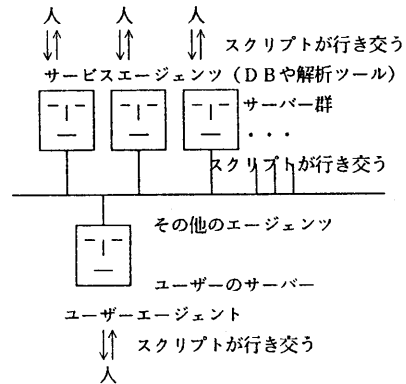 人 人 人
スクリプトが行き交う
サービスエージェンツ(DBや解析ツール)
サーバー群
・・・
スクリプトが行き交う
その他のエージェンツ
ユーザーのサーバー
ユーザーエージェント
スクリプトが行き交う
人